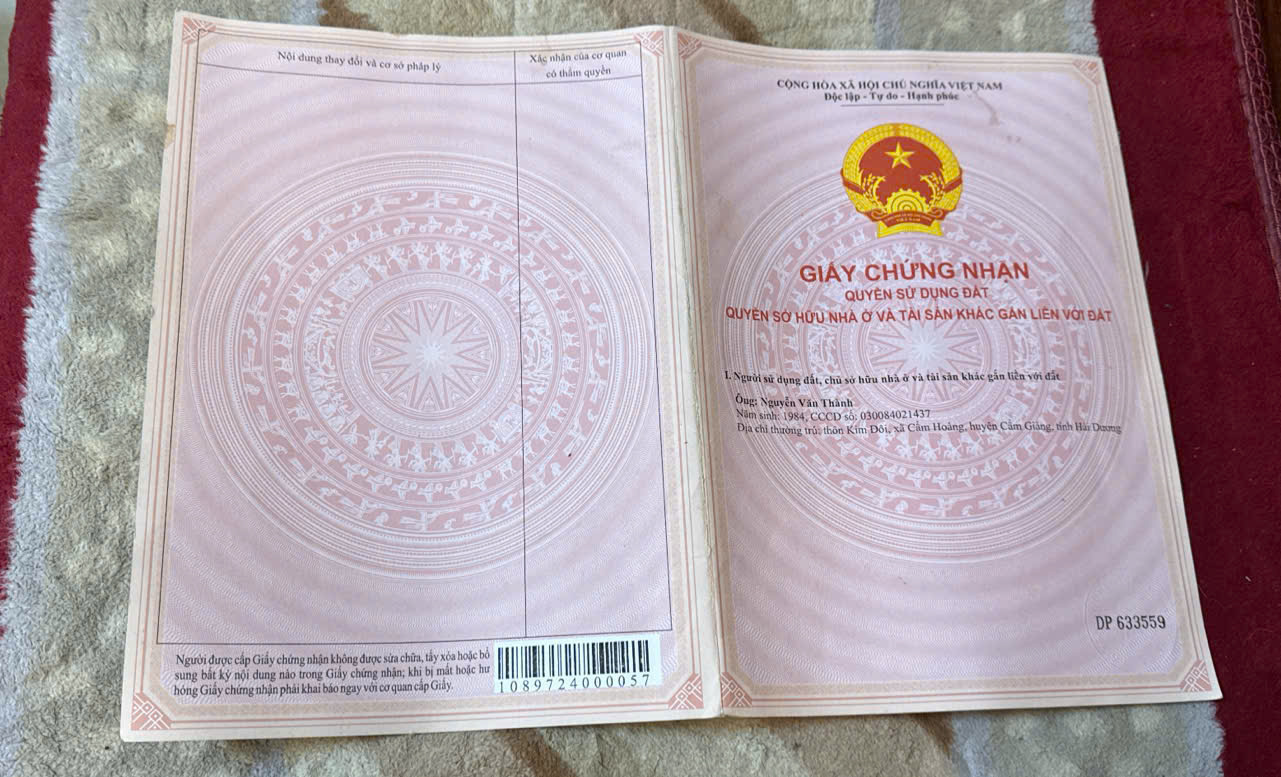 Nội dung thay đổi và cơ sở pháp lý
Xác nhận của cơ quan
có thẩm quyền
Người được cấp Giấy chứng nhận không được sửa chữa, tẩy xóa hoặc bổ
sung bất kỳ nội dung nào trong Giấy chứng nhận; khi bị mất hoặc hư
hỏng Giấy chứng nhận phải khai báo ngay với cơ quan cấp Giấy.
1089724000057
CỘNG HÒA XÃ HỘI CHỦ NGHĨA VIỆT NAM
Độc lập - Tự do - Hạnh phúc
VIỆT NAM
GIẤY CHỨNG NHẬN
QUYỀN SỬ DỤNG ĐẤT
QUYỀN SỞ HỮU NHÀ Ở VÀ TÀI SẢN KHÁC GẮN LIỀN VỚI ĐẤT
I. Người sử dụng đất, chủ sở hữu nhà ở và tài sản khác gắn liền với đất
Ông: Nguyễn Văn Thành
Năm sinh: 1984, CCCD số: 030084021437
Địa chỉ thường trú: thôn Kim Đôi, xã Cẩm Hoàng, huyện Cẩm Giàng, tỉnh Hải Dương
DP 633559